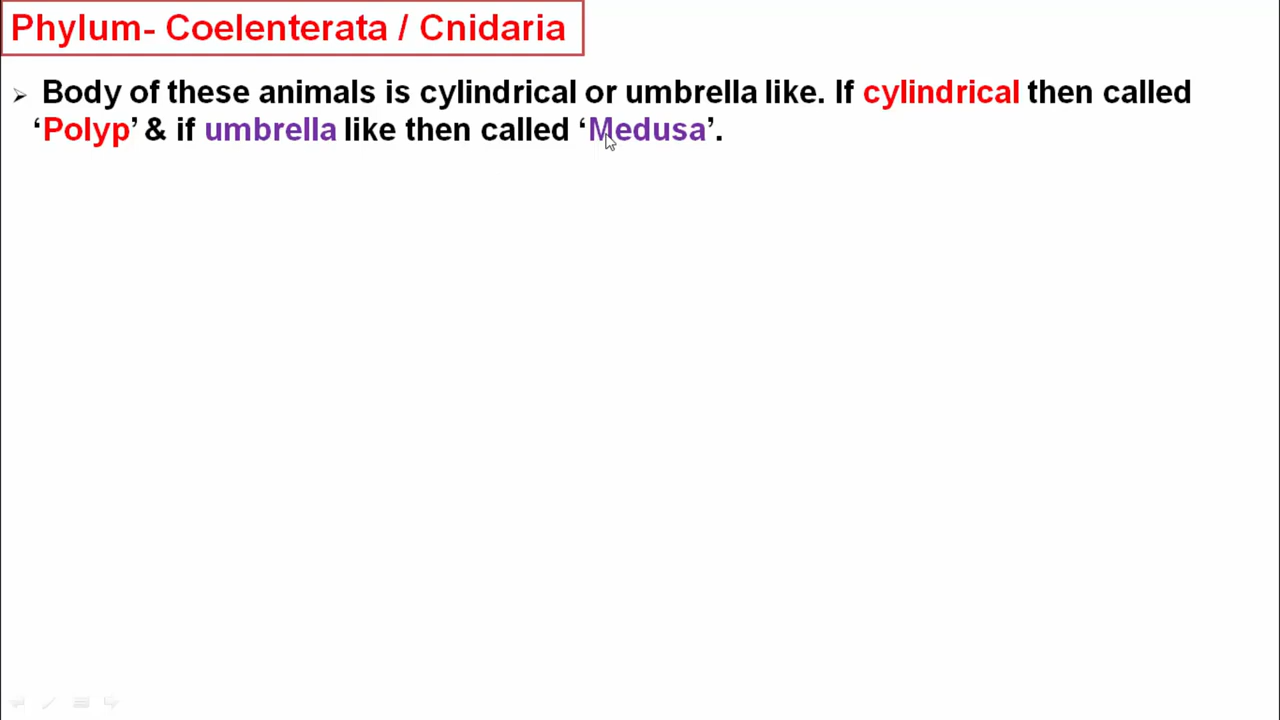 Phylum- Coelenterata / Cnidaria
➢ Body of these animals is cylindrical or umbrella like. If cylindrical then called
‘Polyp’ & if umbrella like then called ‘Medusa’.